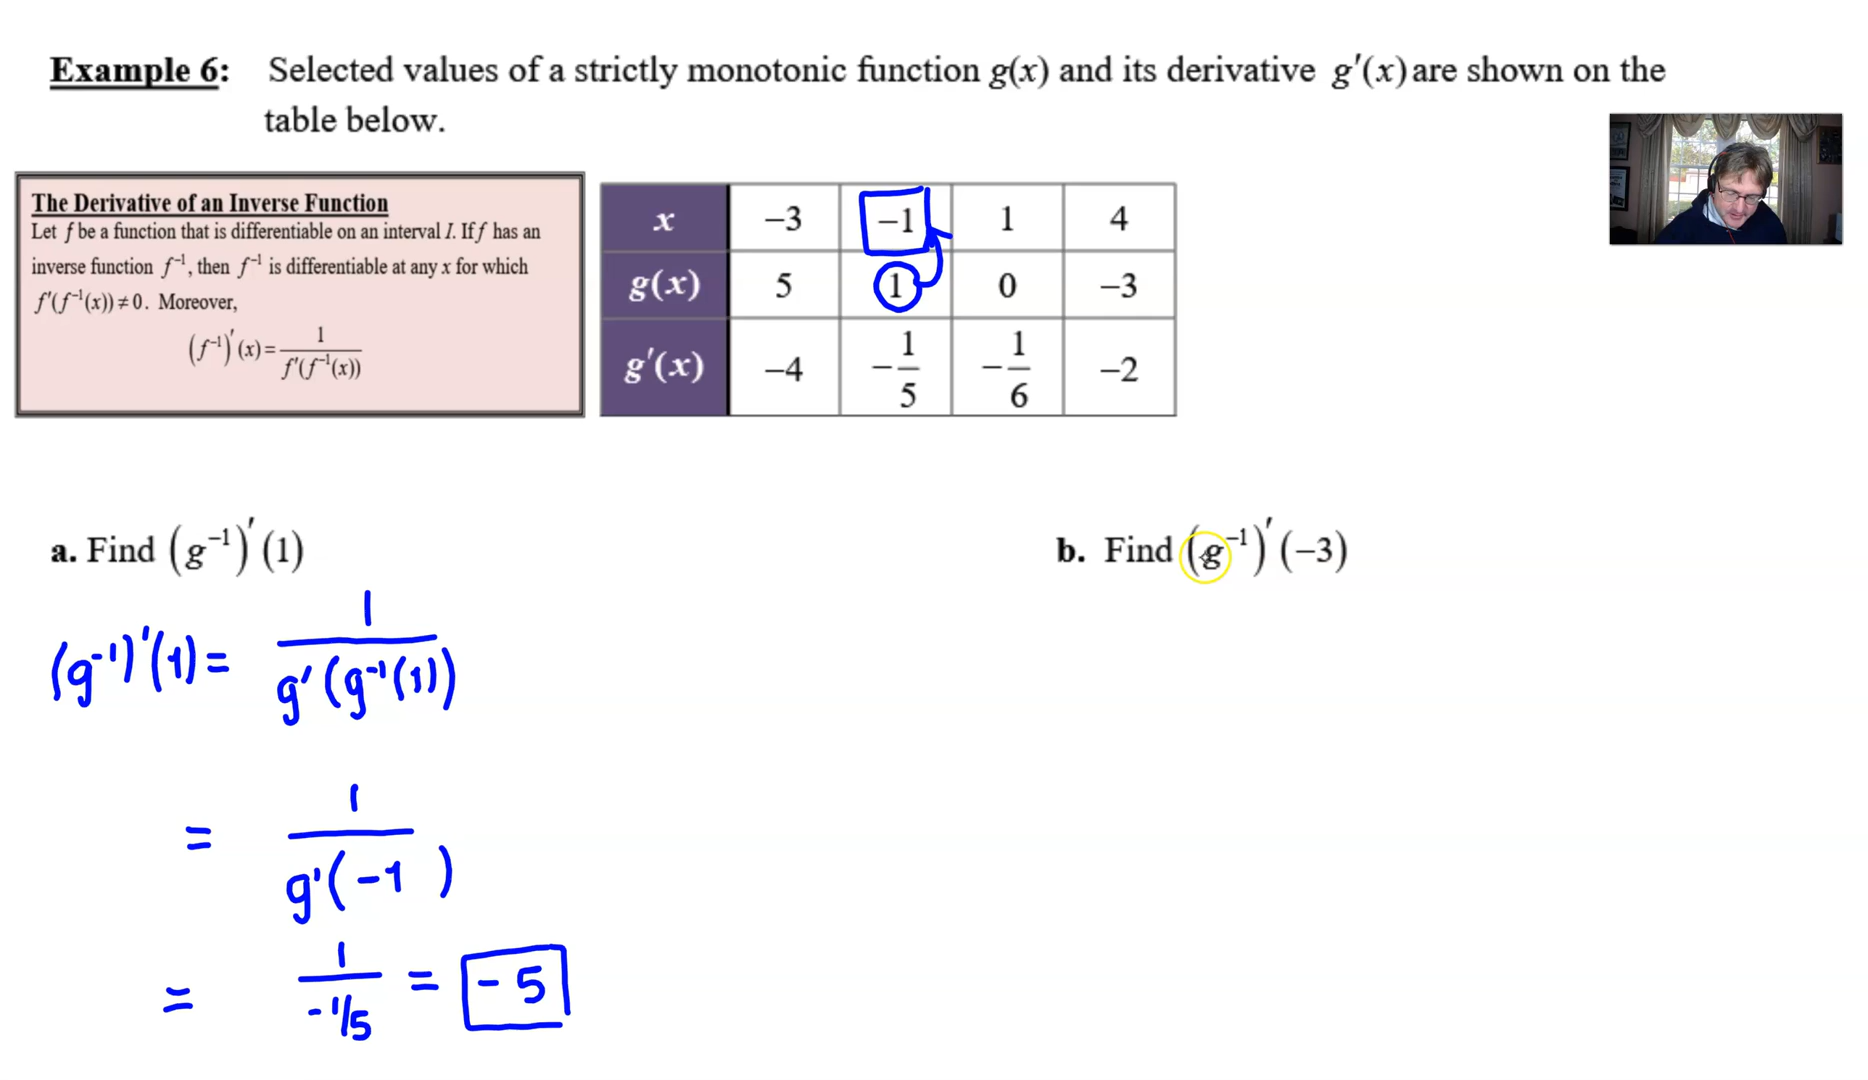 Example 6: Selected values of a strictly monotonic function g(x) and its derivative g′(x) are shown on the
table below.
The Derivative of an Inverse Function
Let f be a function that is differentiable on an interval I. If f has an
inverse function f⁻¹, then f⁻¹ is differentiable at any x for which
f′(f⁻¹(x)) ≠ 0. Moreover,
(f⁻¹)′(x) = 1/f′(f⁻¹(x))
x −3 −1 1 4
g(x) 5 1 0 −3
g′(x) −4 −1/5 −1/6 −2
a. Find (g⁻¹)′(1)
(g⁻¹)′(1) = 1/g′(g⁻¹(1))
= 1/g′(−1)
= 1/(-1/5) = -5
b. Find (g⁻¹)′(−3)